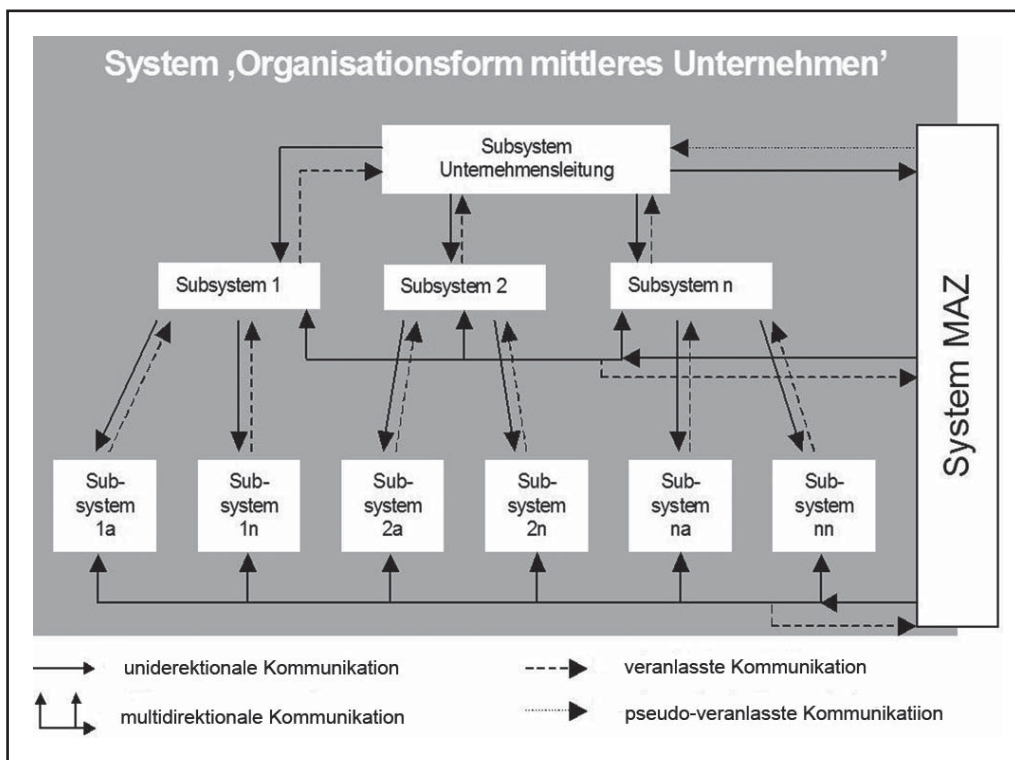 System ‚Organisationsform mittleres Unternehmen’
Subsystem
Unternehmensleitung
Subsystem 1
Subsystem 2
Subsystem n
System MAZ
Sub-
system
1a
Sub-
system
1n
Sub-
system
2a
Sub-
system
2n
Sub-
system
na
Sub-
system
nn
uniderektionale Kommunikation
veranlasste Kommunikation
multidirektionale Kommunikation
pseudo-veranlasste Kommunikatiion